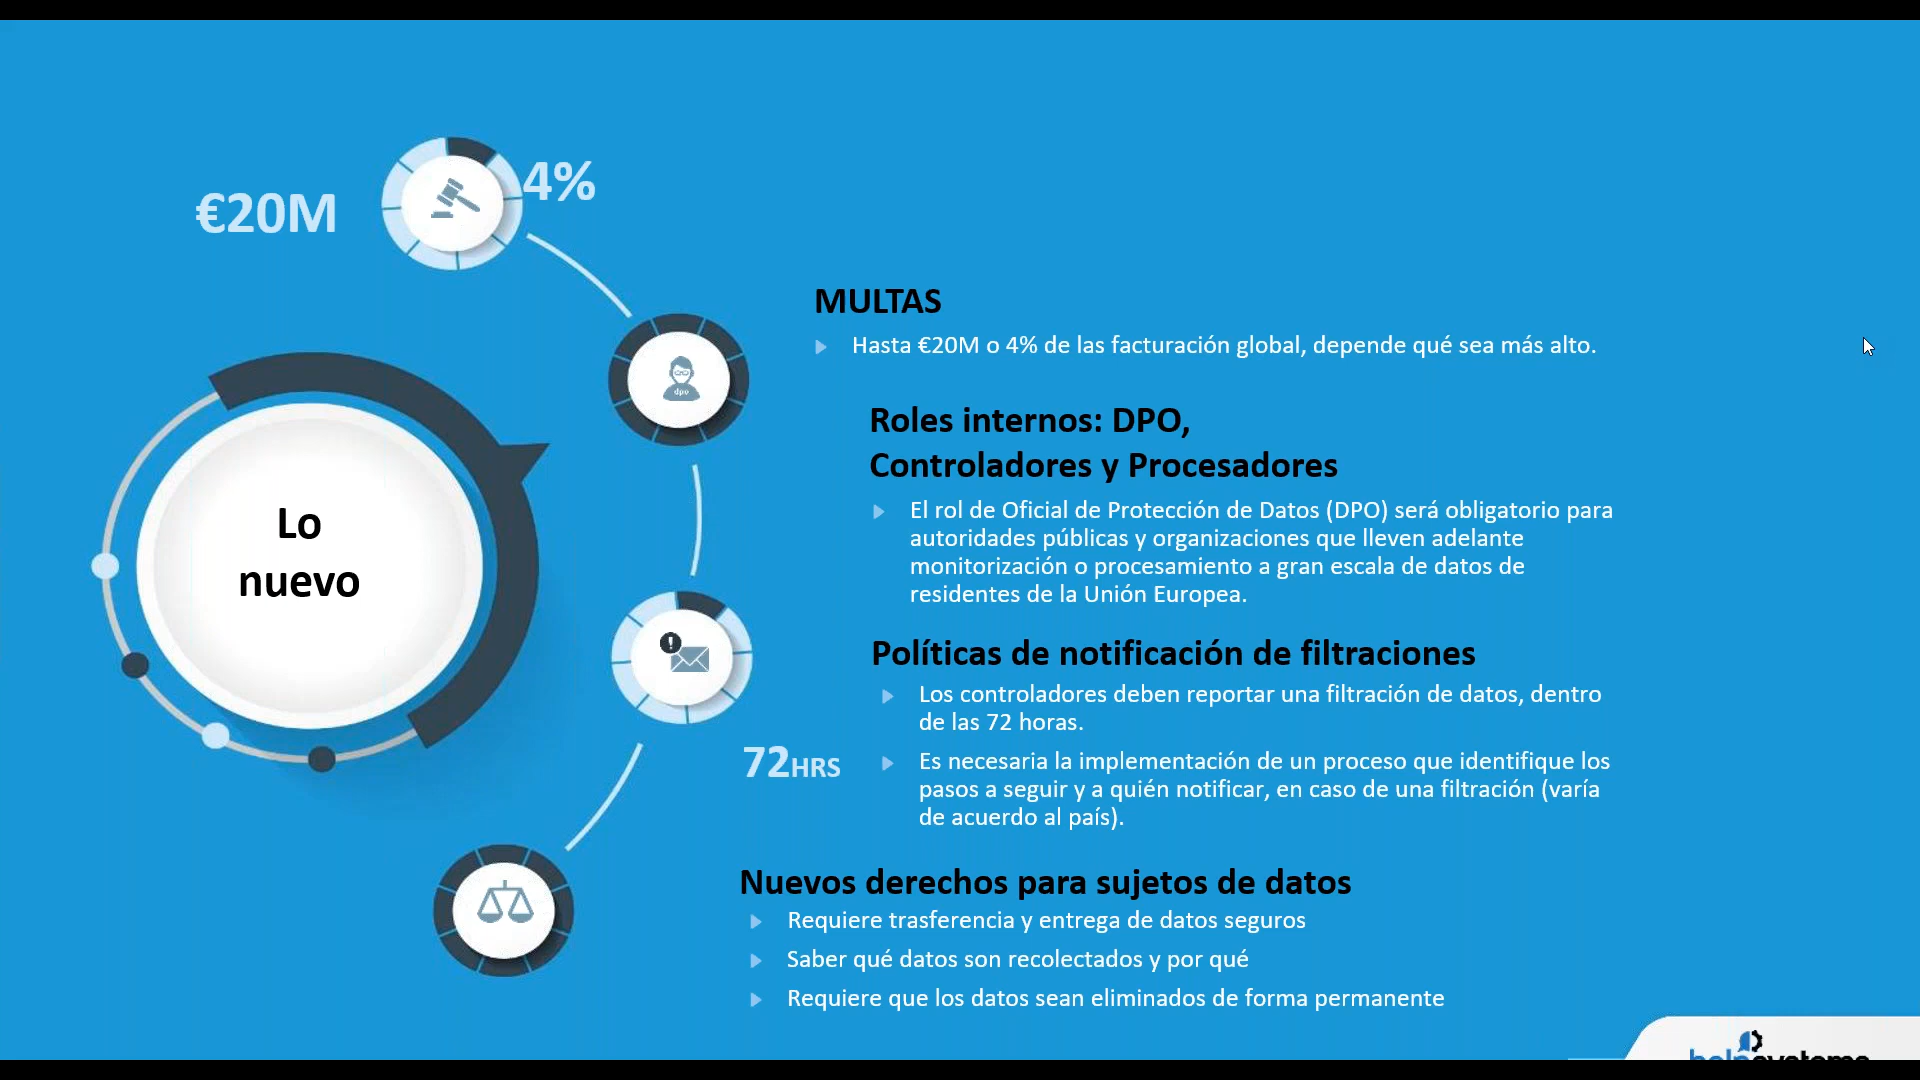 €20M
4%
MULTAS
Hasta €20M o 4% de las facturación global, depende qué sea más alto.
dpo
Roles internos: DPO,
Controladores y Procesadores
El rol de Oficial de Protección de Datos (DPO) será obligatorio para
autoridades públicas y organizaciones que lleven adelante
monitorización o procesamiento a gran escala de datos de
residentes de la Unión Europea.
Lo
nuevo
!
Políticas de notificación de filtraciones
Los controladores deben reportar una filtración de datos, dentro
de las 72 horas.
72HRS
Es necesaria la implementación de un proceso que identifique los
pasos a seguir y a quién notificar, en caso de una filtración (varía
de acuerdo al país).
Nuevos derechos para sujetos de datos
Requiere trasferencia y entrega de datos seguros
Saber qué datos son recolectados y por qué
Requiere que los datos sean eliminados de forma permanente
helpsystems